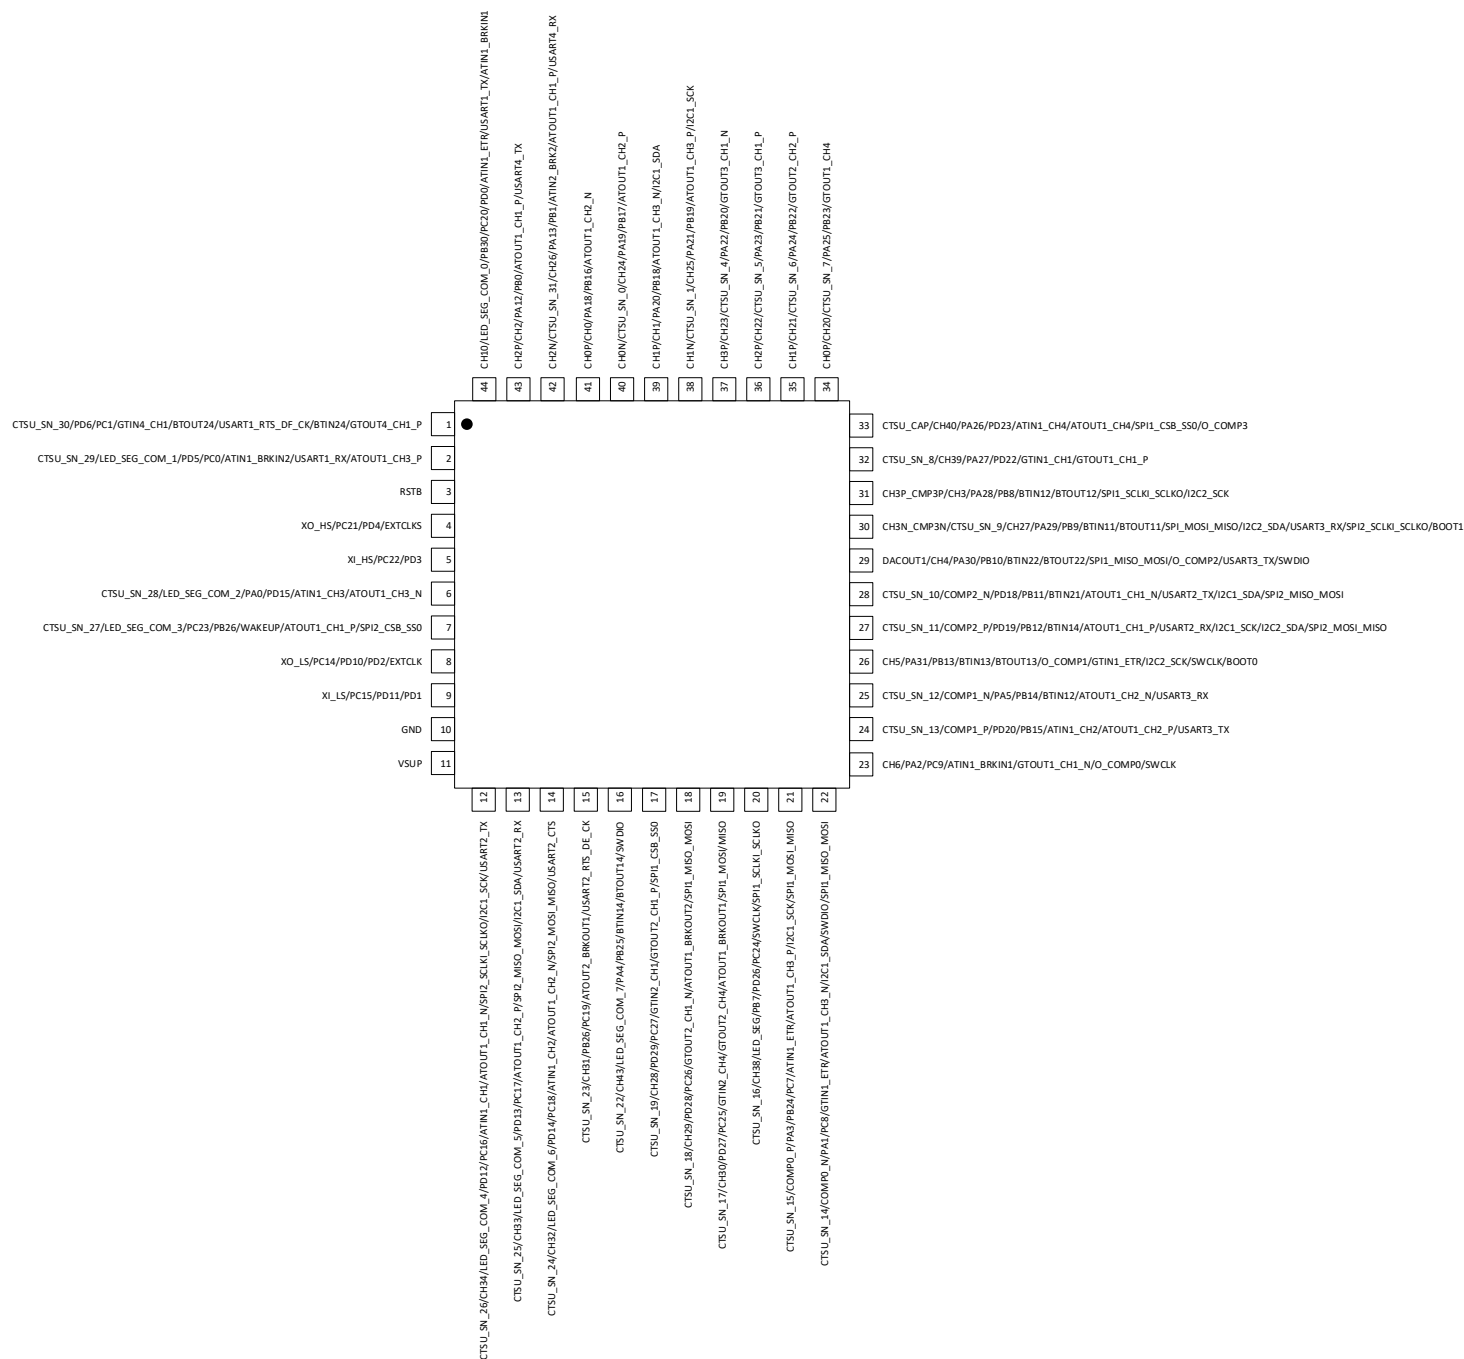 CH10/LED_SEG_COM_0/PB30/PC20/PD0/ATIN1_ETR/USART1_TX/ATIN1_BRKIN1
CH2P/CH2/PA12/PB0/ATOUT1_CH1_P/USART4_TX
CH2N/CTSU_SN_31/CH26/PA13/PB1/ATIN2_BRK2/ATOUT1_CH1_P/USART4_RX
CH0P/CH0/PA18/PB16/ATOUT1_CH2_N
CH0N/CTSU_SN_0/CH24/PA19/PB17/ATOUT1_CH2_P
CH1P/CH1/PA20/PB18/ATOUT1_CH3_N/I2C1_SDA
CH1N/CTSU_SN_1/CH25/PA21/PB19/ATOUT1_CH3_P/I2C1_SCK
CH3P/CH23/CTSU_SN_4/PA22/PB20/GTOUT3_CH1_N
CH2P/CH22/CTSU_SN_5/PA23/PB21/GTOUT3_CH1_P
CH1P/CH21/CTSU_SN_6/PA24/PB22/GTOUT2_CH2_P
CH0P/CH20/CTSU_SN_7/PA25/PB23/GTOUT1_CH4
44
43
42
41
40
39
38
37
36
35
34
CTSU_SN_30/PD6/PC1/GTIN4_CH1/BTOUT24/USART1_RTS_DF_CK/BTIN24/GTOUT4_CH1_P 1
CTSU_SN_29/LED_SEG_COM_1/PD5/PC0/ATIN1_BRKIN2/USART1_RX/ATOUT1_CH3_P 2
RSTB 3
XO_HS/PC21/PD4/EXTCLKS 4
XI_HS/PC22/PD3 5
CTSU_SN_28/LED_SEG_COM_2/PA0/PD15/ATIN1_CH3/ATOUT1_CH3_N 6
CTSU_SN_27/LED_SEG_COM_3/PC23/PB26/WAKEUP/ATOUT1_CH1_P/SPI2_CSB_SS0 7
XO_LS/PC14/PD10/PD2/EXTCLK 8
XI_LS/PC15/PD11/PD1 9
GND 10
VSUP 11
33 CTSU_CAP/CH40/PA26/PD23/ATIN1_CH4/ATOUT1_CH4/SPI1_CSB_SS0/O_COMP3
32 CTSU_SN_8/CH39/PA27/PD22/GTIN1_CH1/GTOUT1_CH1_P
31 CH3P_CMP3P/CH3/PA28/PB8/BTIN12/BTOUT12/SPI1_SCLKI_SCLKO/I2C2_SCK
30 CH3N_CMP3N/CTSU_SN_9/CH27/PA29/PB9/BTIN11/BTOUT11/SPI_MOSI_MISO/I2C2_SDA/USART3_RX/SPI2_SCLKI_SCLKO/BOOT1
29 DACOUT1/CH4/PA30/PB10/BTIN22/BTOUT22/SPI1_MISO_MOSI/O_COMP2/USART3_TX/SWDIO
28 CTSU_SN_10/COMP2_N/PD18/PB11/BTIN21/ATOUT1_CH1_N/USART2_TX/I2C1_SDA/SPI2_MISO_MOSI
27 CTSU_SN_11/COMP2_P/PD19/PB12/BTIN14/ATOUT1_CH1_P/USART2_RX/I2C1_SCK/I2C2_SDA/SPI2_MOSI_MISO
26 CH5/PA31/PB13/BTIN13/BTOUT13/O_COMP1/GTIN1_ETR/I2C2_SCK/SWCLK/BOOT0
25 CTSU_SN_12/COMP1_N/PA5/PB14/BTIN12/ATOUT1_CH2_N/USART3_RX
24 CTSU_SN_13/COMP1_P/PD20/PB15/ATIN1_CH2/ATOUT1_CH2_P/USART3_TX
23 CH6/PA2/PC9/ATIN1_BRKIN1/GTOUT1_CH1_N/O_COMP0/SWCLK
12
13
14
15
16
17
18
19
20
21
22
CTSU_SN_26/CH34/LED_SEG_COM_4/PD12/PC16/ATIN1_CH1/ATOUT1_CH1_N/SPI2_SCLKI_SCLKO/I2C1_SCK/USART2_TX
CTSU_SN_25/CH33/LED_SEG_COM_5/PD13/PC17/ATOUT1_CH2_P/SPI2_MISO_MOSI/I2C1_SDA/USART2_RX
CTSU_SN_24/CH32/LED_SEG_COM_6/PD14/PC18/ATIN1_CH2/ATOUT1_CH2_N/SPI2_MOSI_MISO/USART2_CTS
CTSU_SN_23/CH31/PB26/PC19/ATOUT2_BRKOUT1/USART2_RTS_DE_CK
CTSU_SN_22/CH43/LED_SEG_COM_7/PA4/PB25/BTIN14/BTOUT14/SWDIO
CTSU_SN_19/CH28/PD29/PC27/GTIN2_CH1/GTOUT2_CH1_P/SPI1_CSB_SS0
CTSU_SN_18/CH29/PD28/PC26/GTOUT2_CH1_N/ATOUT1_BRKOUT2/SPI1_MISO_MOSI
CTSU_SN_17/CH30/PD27/PC25/GTIN2_CH4/GTOUT2_CH4/ATOUT1_BRKOUT1/SPI1_MOSI/MISO
CTSU_SN_16/CH38/LED_SEG/PB7/PD26/PC24/SWCLK/SPI1_SCLKI_SCLKO
CTSU_SN_15/COMP0_P/PA3/PB24/PC7/ATIN1_ETR/ATOUT1_CH3_P/I2C1_SCK/SPI1_MOSI_MISO
CTSU_SN_14/COMP0_N/PA1/PC8/GTIN1_ETR/ATOUT1_CH3_N/I2C1_SDA/SWDIO/SPI1_MISO_MOSI